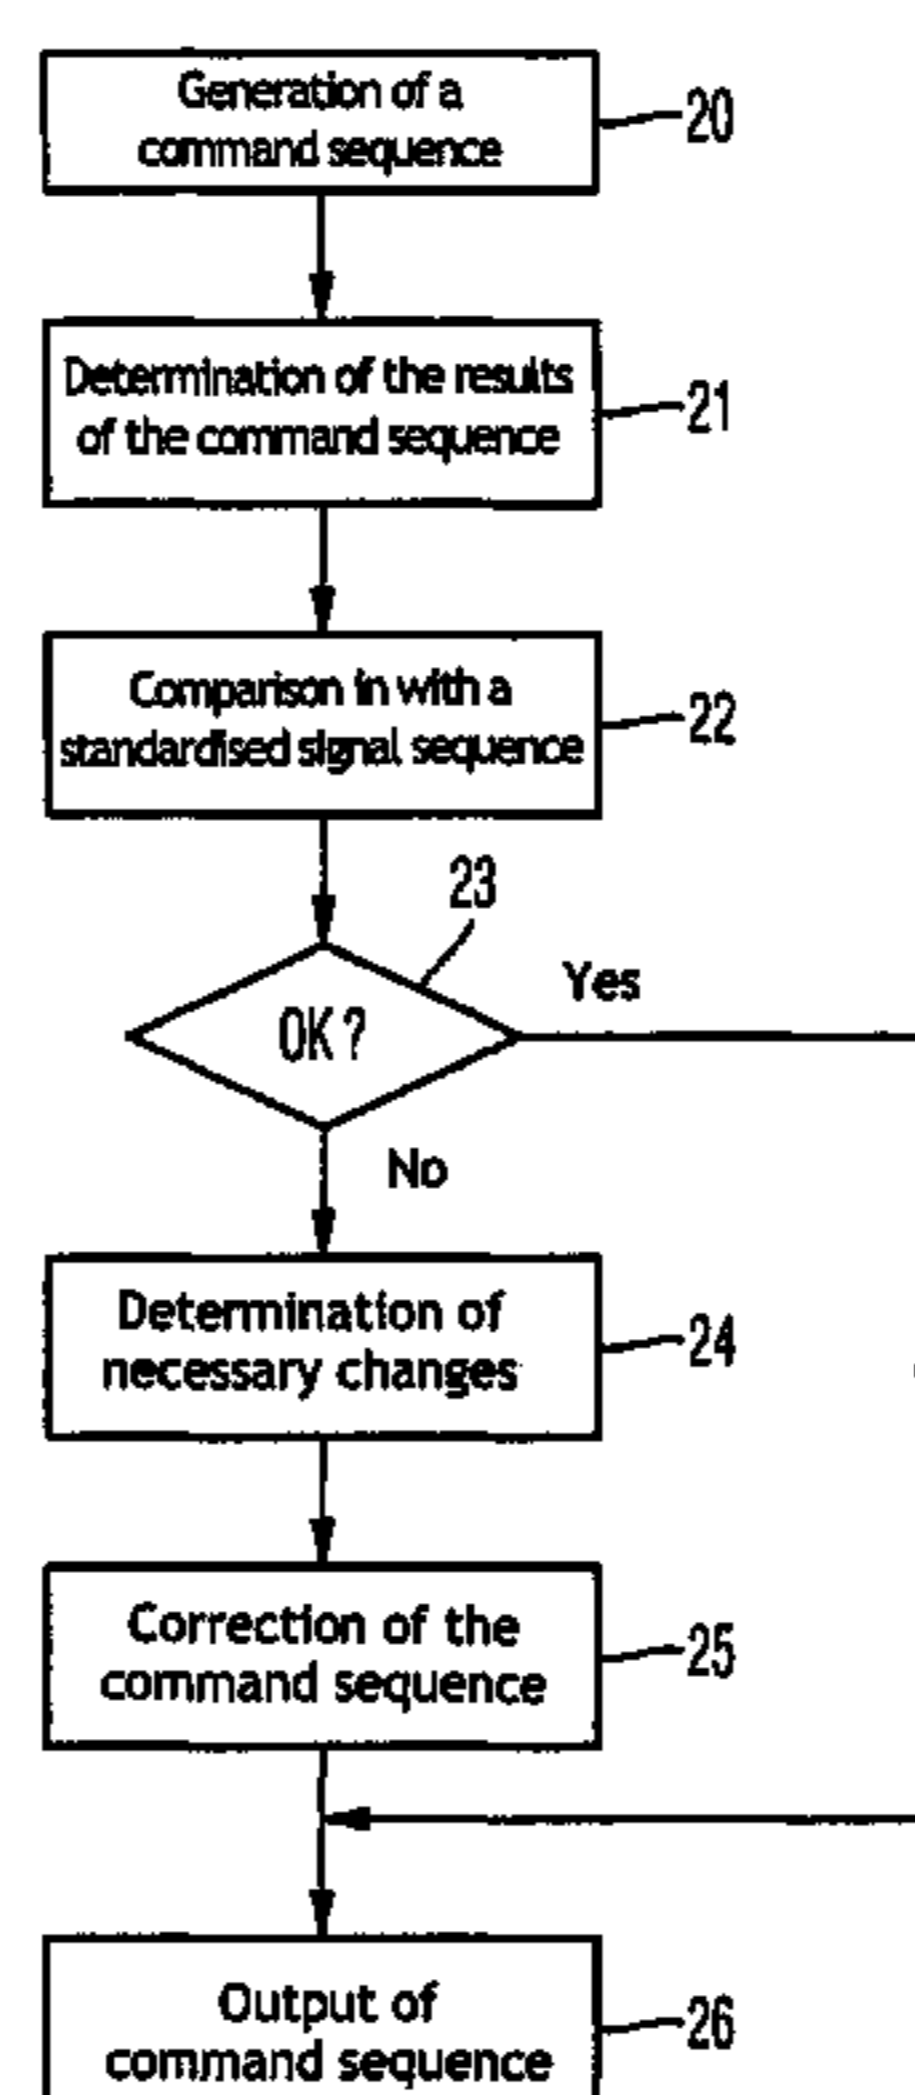 Generation of a
command sequence
20
Determination of the results
of the command sequence
21
Comparison in with a
standardised signal sequence
22
23
OK ?
Yes
No
Determination of
necessary changes
24
Correction of the
command sequence
25
Output of
command sequence
26